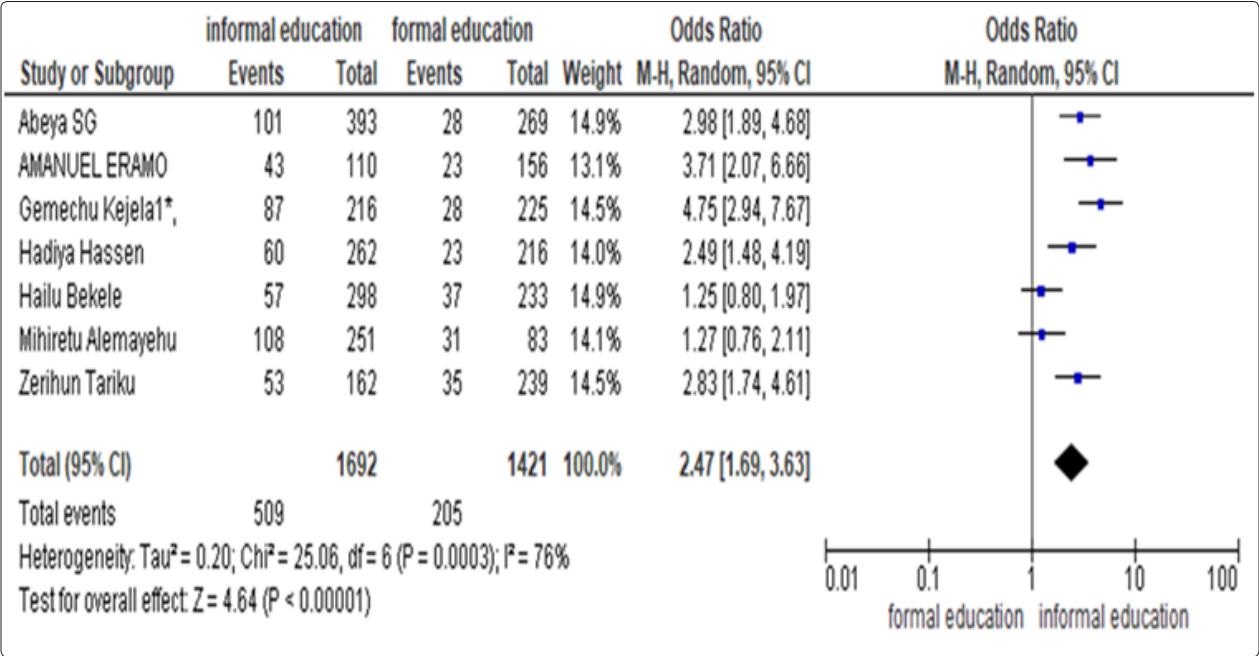 informal education formal education Odds Ratio Odds Ratio
Study or Subgroup Events Total Events Total Weight M-H, Random, 95% CI M-H, Random, 95% CI
Abeya SG 101 393 28 269 14.9% 2.98 [1.89, 4.68]
AMANUEL ERAMO 43 110 23 156 13.1% 3.71 [2.07, 6.66]
Gemechu Kejela1*, 87 216 28 225 14.5% 4.75 [2.94, 7.67]
Hadiya Hassen 60 262 23 216 14.0% 2.49 [1.48, 4.19]
Hailu Bekele 57 298 37 233 14.9% 1.25 [0.80, 1.97]
Mihiretu Alemayehu 108 251 31 83 14.1% 1.27 [0.76, 2.11]
Zerihun Tariku 53 162 35 239 14.5% 2.83 [1.74, 4.61]
Total (95% CI) 1692 1421 100.0% 2.47 [1.69, 3.63]
Total events 509 205
Heterogeneity: Tau² = 0.20; Chi² = 25.06, df = 6 (P = 0.0003); I² = 76%
Test for overall effect: Z = 4.64 (P < 0.00001)
0.01 0.1 1 10 100
formal education informal education